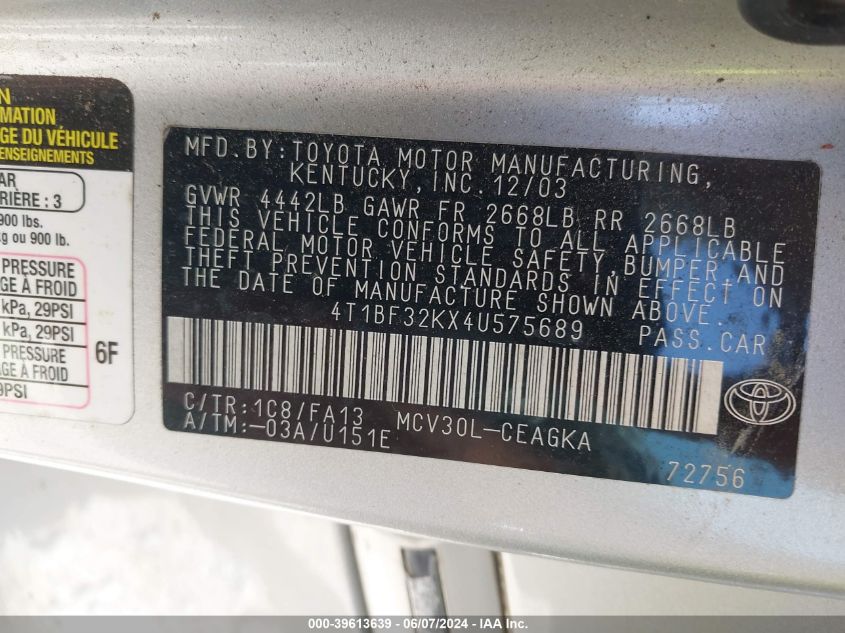 N
RMATION
GE DU VÉHICULE
ENSEIGNEMENTS
AR
RIÈRE : 3
900 lbs.
kg ou 900 lb.
PRESSURE
GE À FROID
kPa, 29PSI
kPa, 29PSI
PRESSURE
GE À FROID
9PSI
6F
MFD.BY:TOYOTA MOTOR MANUFACTURING,
KENTUCKY,INC.12/03
GVWR 4442LB GAWR FR 2668LB RR 2668LB
THIS VEHICLE CONFORMS TO ALL APPLICABLE
FEDERAL MOTOR VEHICLE SAFETY,BUMPER,AND
THEFT PREVENTION STANDARDS IN EFFECT ON
THE DATE OF MANUFACTURE SHOWN ABOVE.
4T1BF32KX4U575689 PASS.CAR
C/TR:1C8/FA13 MCV30L-CEAGKA
A/TM:-03A/U151E
72756
000-39613639 - 06/07/2024 - IAA Inc.